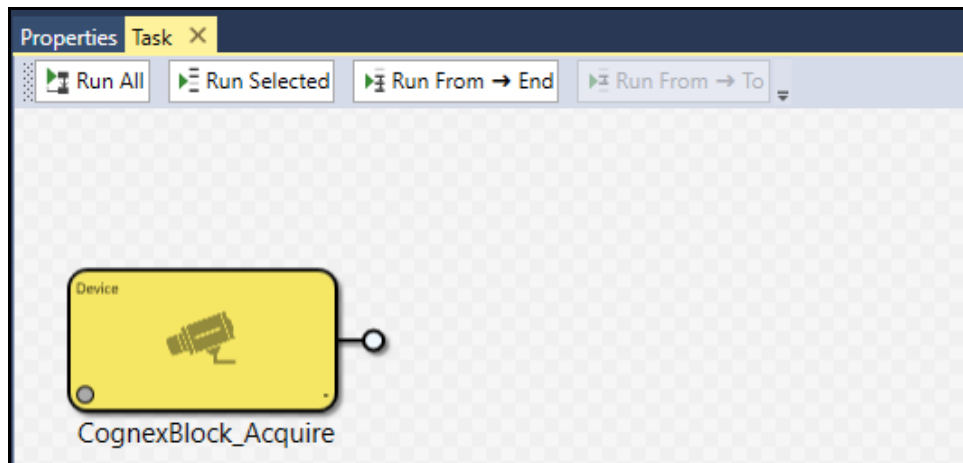 Properties Task
Run All Run Selected Run From → End Run From → To
Device
CognexBlock_Acquire